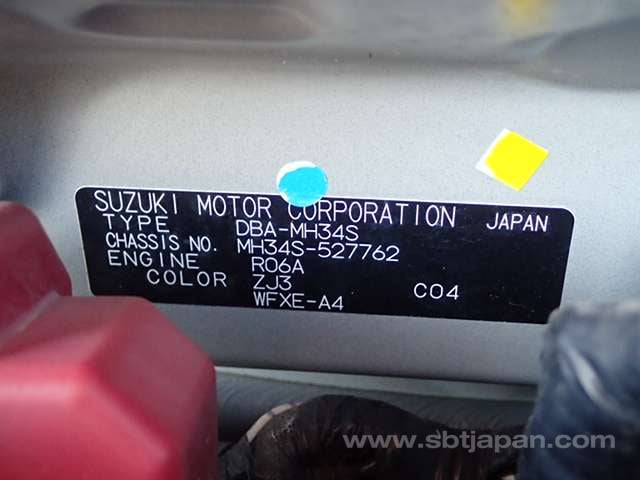 SUZUKI MOTOR CORPORATION JAPAN
TYPE DBA-MH34S
CHASSIS NO. MH34S-527762
ENGINE R06A
COLOR ZJ3 C04
WFXE-A4
www.sbtjapan.com